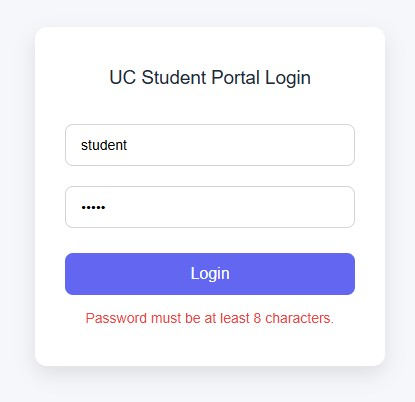 UC Student Portal Login
student
•••••
Login
Password must be at least 8 characters.